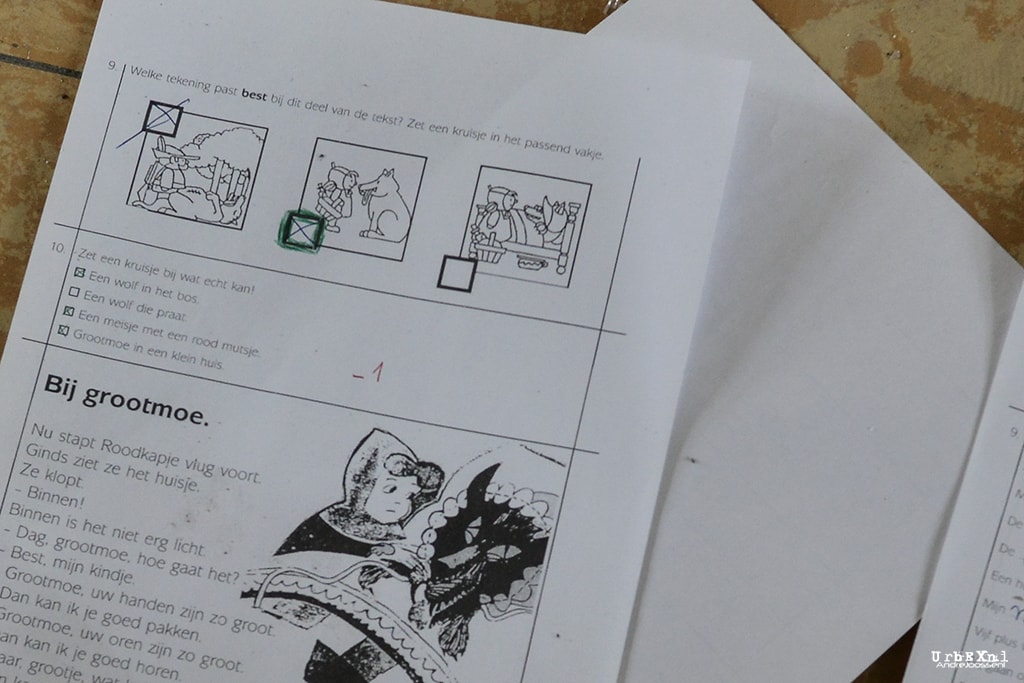 9. Welke tekening past best bij dit deel van de tekst? Zet een kruisje in het passend vakje.
10. Zet een kruisje bij wat echt kan!
Een wolf in het bos.
Een wolf die praat.
Een meisje met een rood mutsje.
Grootmoe in een klein huis.
-1
Bij grootmoe.
Nu stapt Roodkapje vlug voort.
Ginds ziet ze het huisje.
Ze klopt.
- Binnen!
Binnen is het niet erg licht.
- Dag, grootmoe, hoe gaat het?
- Best, mijn kindje.
Grootmoe, uw handen zijn zo groot.
Dan kan ik je goed pakken.
Grootmoe, uw oren zijn zo groot.
kan ik je goed horen.
grootje,
9
De
De
Een
Mijn
Vijf plus
UrbEXnl
AndreJoosseni